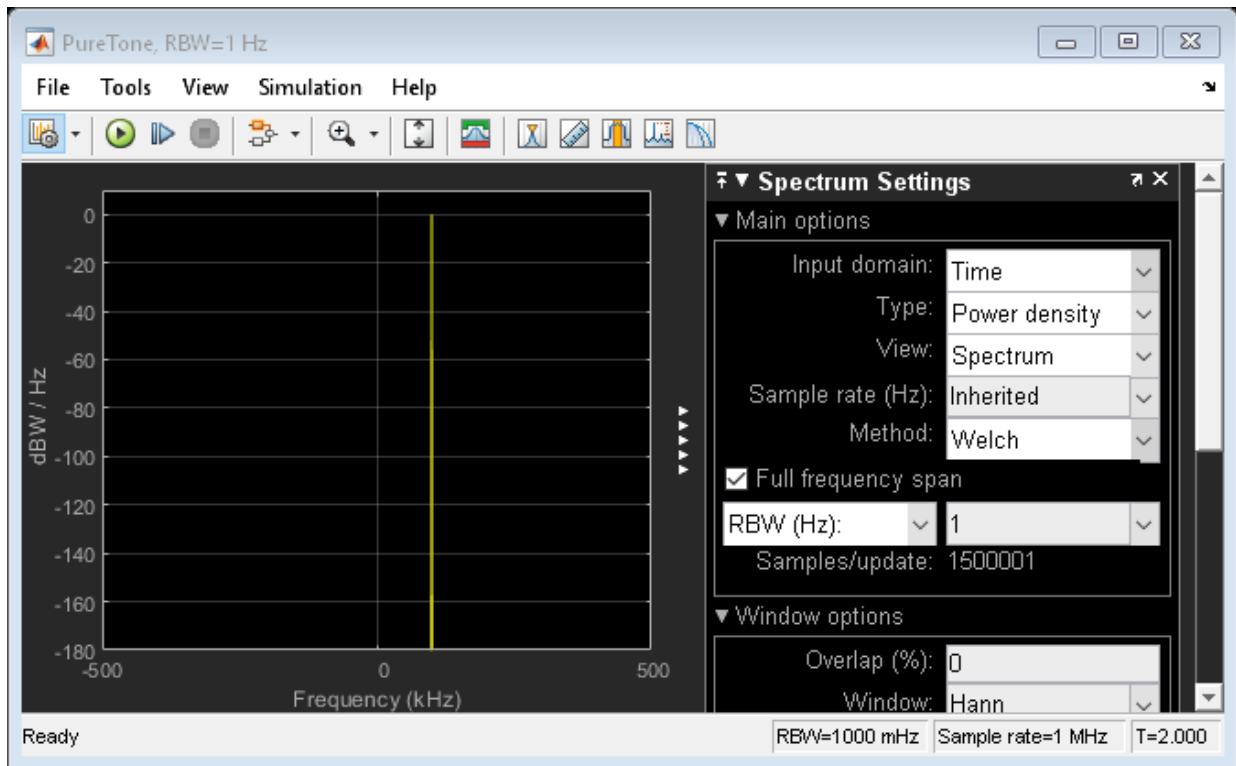 PureTone, RBW=1 Hz
File Tools View Simulation Help
0
-20
-40
-60
-80
-100
-120
-140
-160
-180
dBW / Hz
-500 0 500
Frequency (kHz)
Spectrum Settings
Main options
Input domain: Time
Type: Power density
View: Spectrum
Sample rate (Hz): Inherited
Method: Welch
Full frequency span
RBW (Hz): 1
Samples/update: 1500001
Window options
Overlap (%): 0
Window: Hann
Ready RBW=1000 mHz Sample rate=1 MHz T=2.000